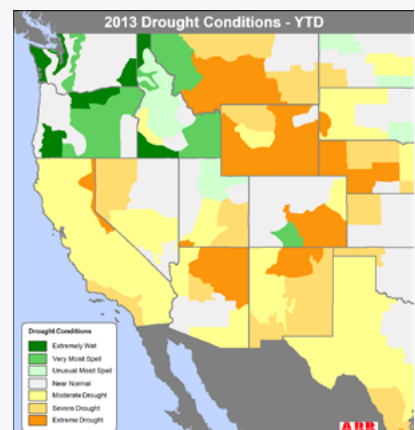 2013 Drought Conditions - YTD
Drought Conditions
Extremely Wet
Very Moist Spell
Unusual Moist Spell
Near Normal
Moderate Drought
Severe Drought
Extreme Drought
ABB